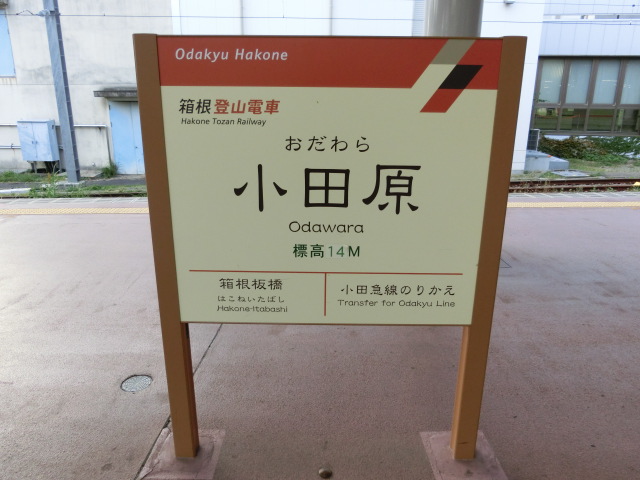 Odakyu Hakone
箱根登山電車
Hakone Tozan Railway
おだわら
小田原
Odawara
標高14M
箱根板橋
はこねいたばし
Hakone-Itabashi
小田急線のりかえ
Transfer for Odakyu Line